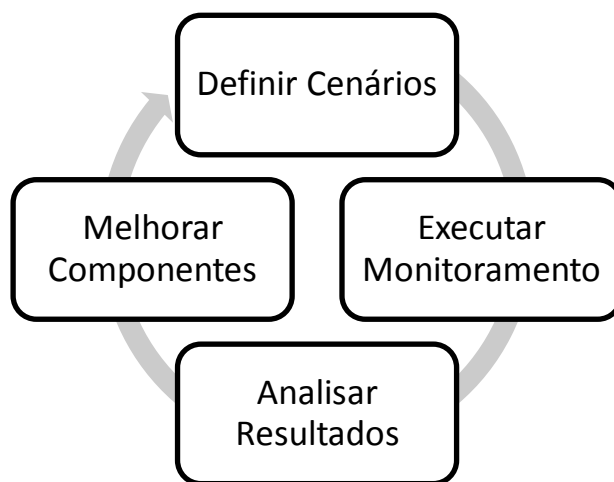 Definir Cenários
Executar
Monitoramento
Analisar
Resultados
Melhorar
Componentes